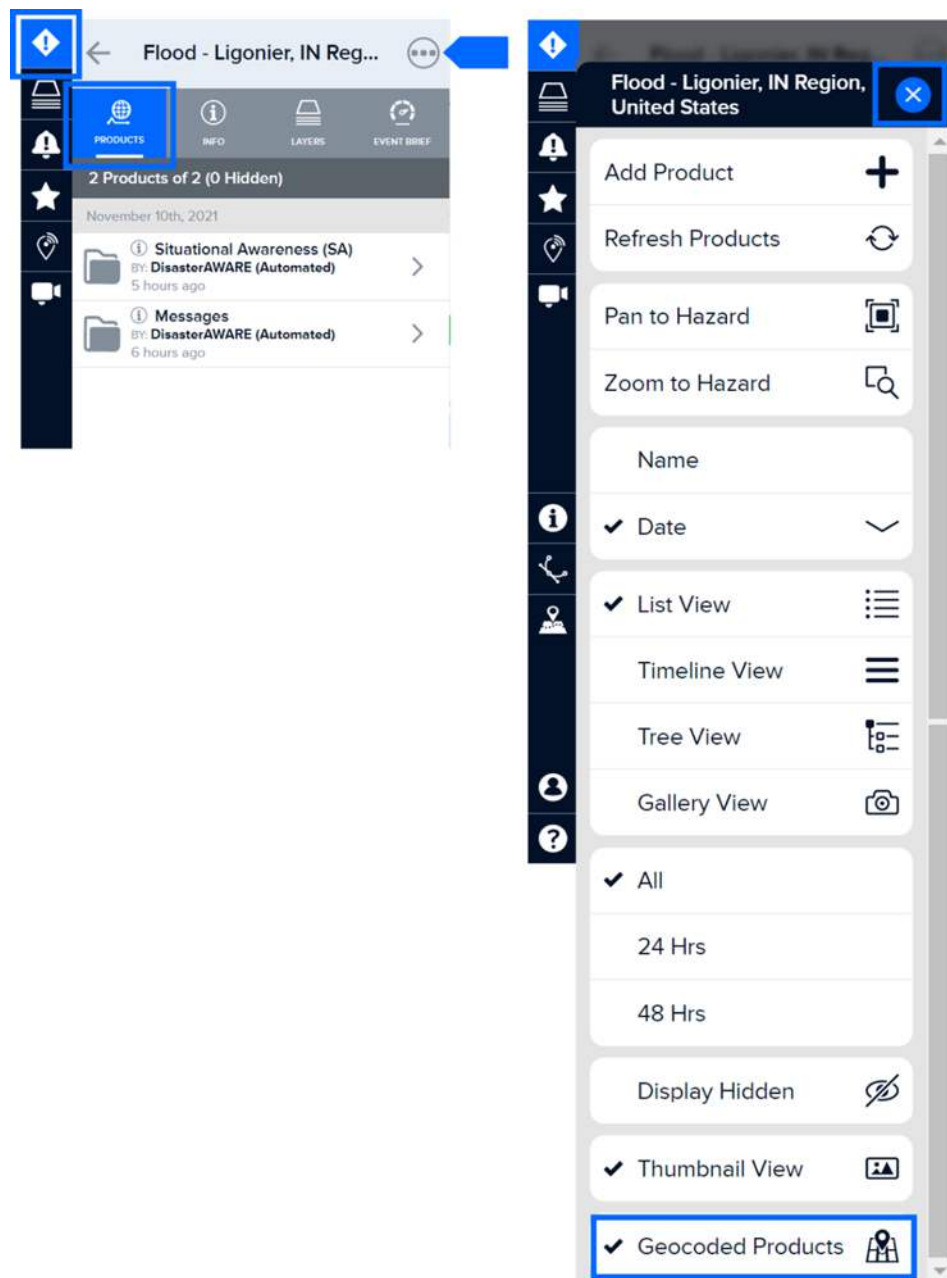 Flood - Ligonier, IN Reg...
PRODUCTS
INFO
LAYERS
EVENT BRIEF
2 Products of 2 (0 Hidden)
November 10th, 2021
Situational Awareness (SA)
BY: DisasterAWARE (Automated)
5 hours ago
Messages
BY: DisasterAWARE (Automated)
6 hours ago
Flood - Ligonier, IN Region,
United States
Add Product
Refresh Products
Pan to Hazard
Zoom to Hazard
Name
Date
List View
Timeline View
Tree View
Gallery View
All
24 Hrs
48 Hrs
Display Hidden
Thumbnail View
Geocoded Products